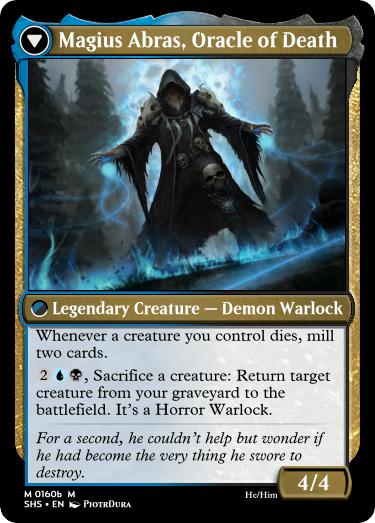 Magius Abras, Oracle of Death
Legendary Creature — Demon Warlock
Whenever a creature you control dies, mill
two cards.
2, Sacrifice a creature: Return target
creature from your graveyard to the
battlefield. It's a Horror Warlock.
For a second, he couldn't help but wonder if
he had become the very thing he swore to
destroy.
4/4
M 0160b M
SHS • EN PiotrDura
He/Him